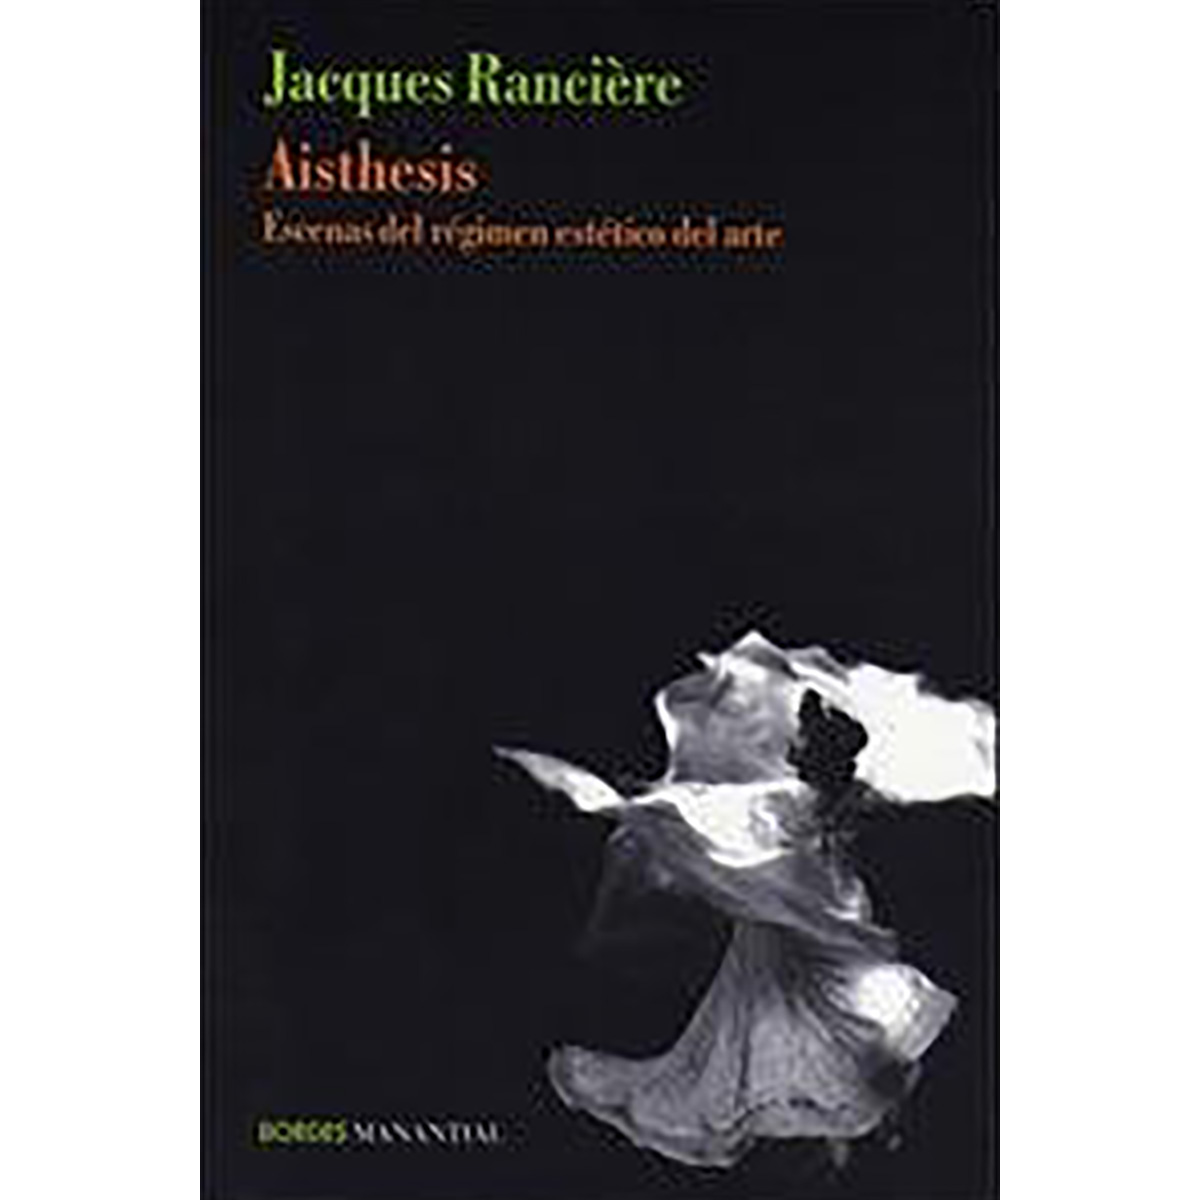 Jacques Rancière
Aisthesis
Escenas del régimen estético del arte
BORDES MANANTIAL